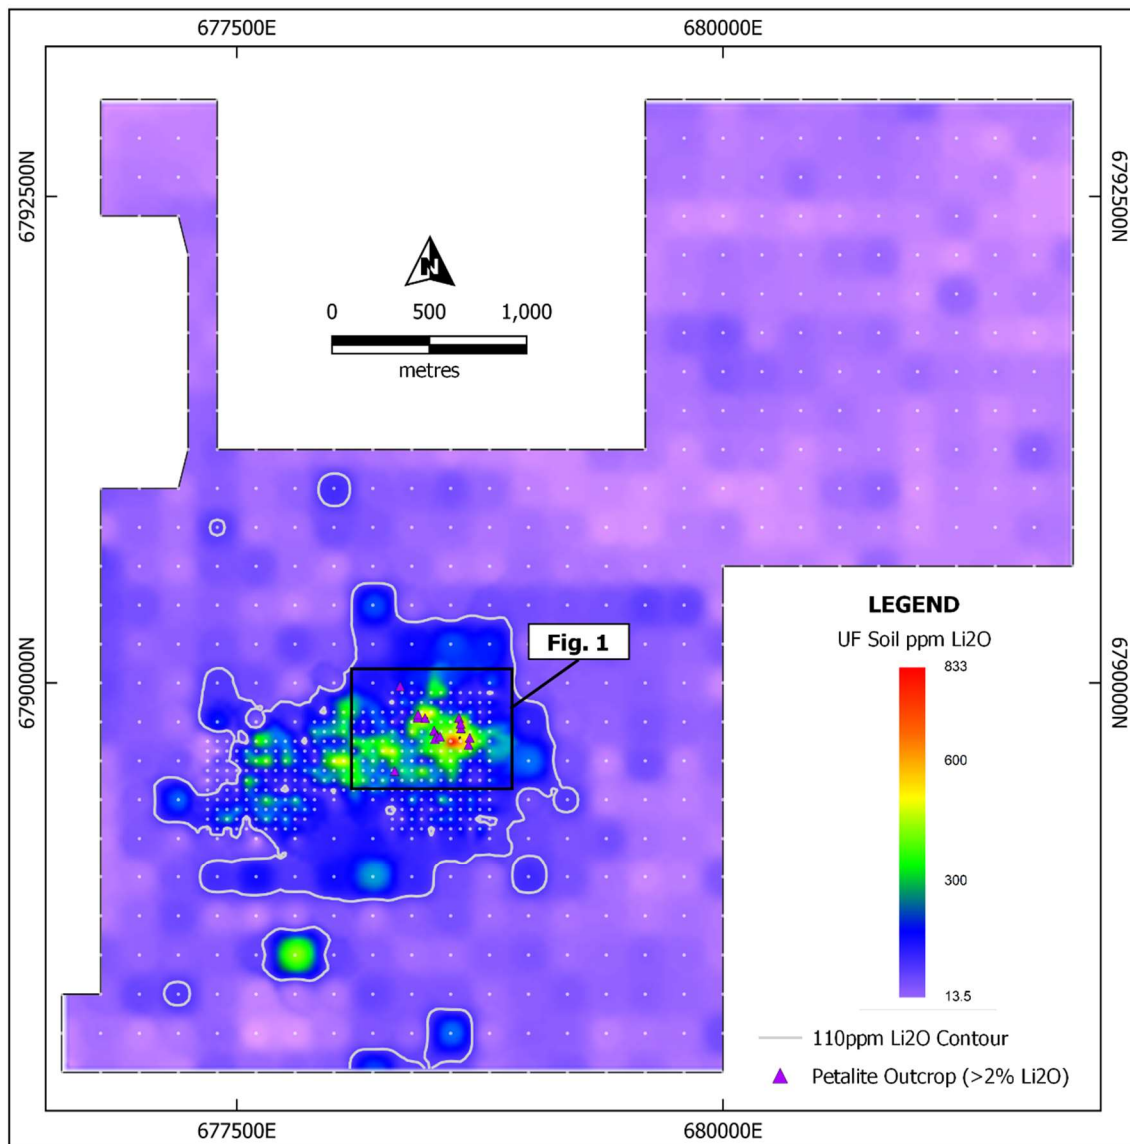 677500E
680000E
6792500N
6792500N
N
0 500 1,000
metres
Fig. 1
6790000N
6790000N
LEGEND
UF Soil ppm Li2O
833
600
300
13.5
110ppm Li2O Contour
Petalite Outcrop (>2% Li2O)
677500E
680000E